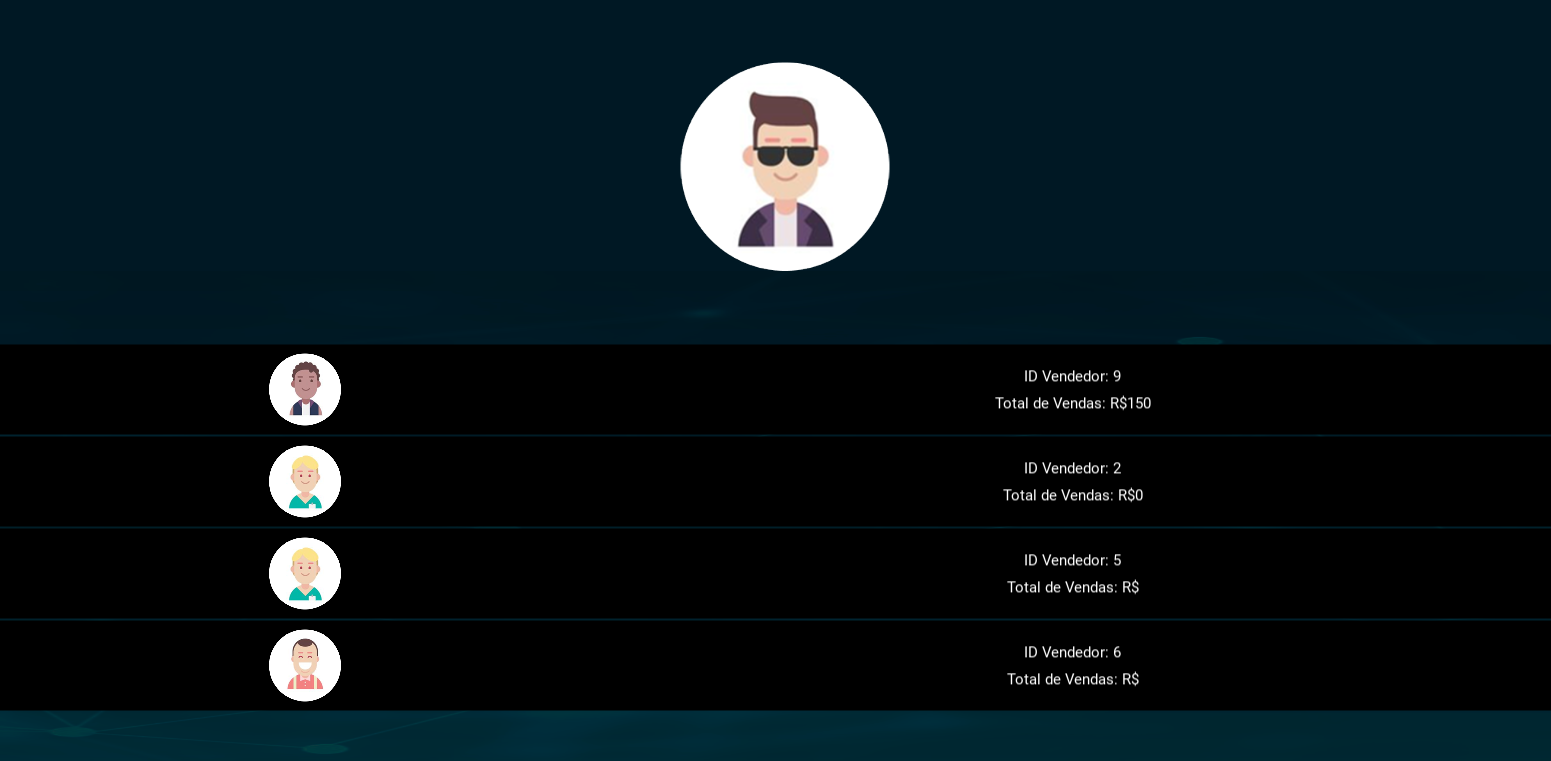 ID Vendedor: 9
Total de Vendas: R$150
ID Vendedor: 2
Total de Vendas: R$0
ID Vendedor: 5
Total de Vendas: R$
ID Vendedor: 6
Total de Vendas: R$